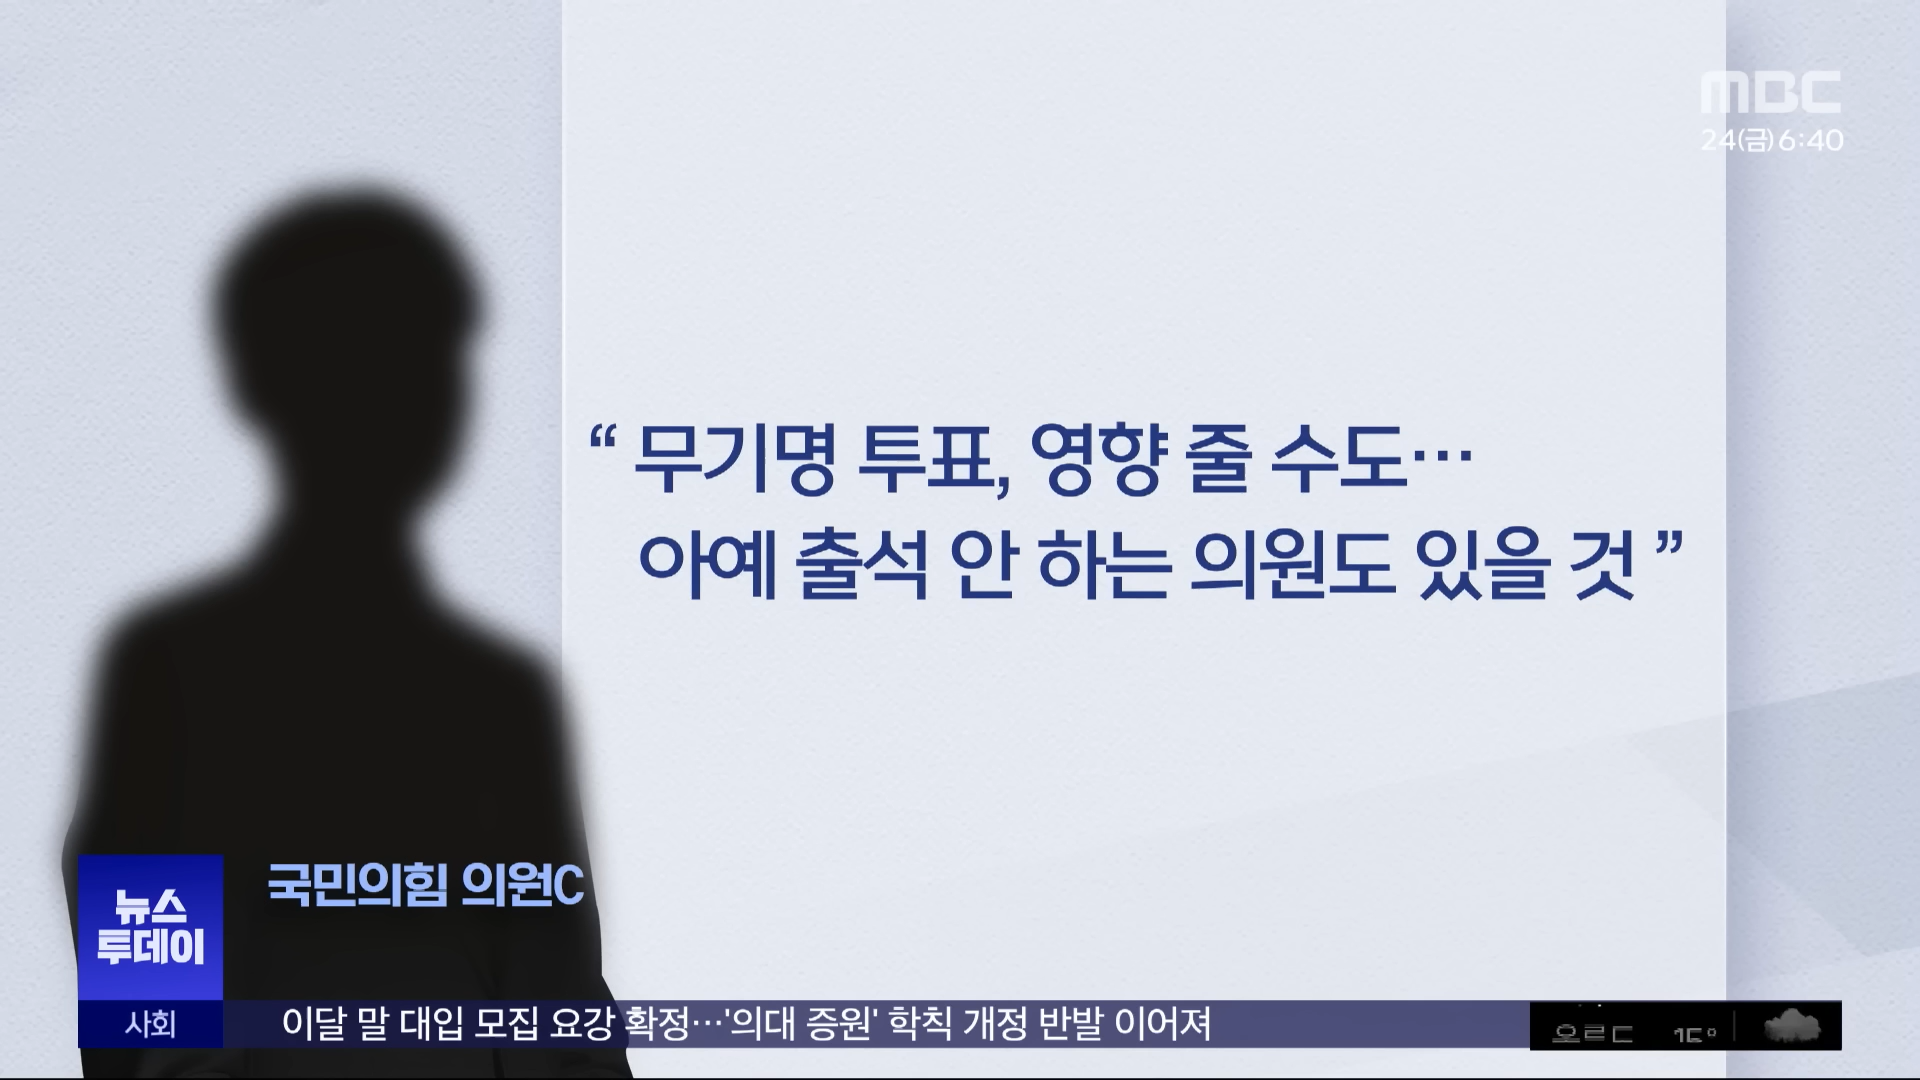 MBC
24(금)6:40
“ 무기명 투표, 영향 줄 수도…
아예 출석 안 하는 의원도 있을 것 ”
국민의힘 의원C
뉴스
투데이
사회
이달 말 대입 모집 요강 확정…'의대 증원' 학칙 개정 반발 이어져